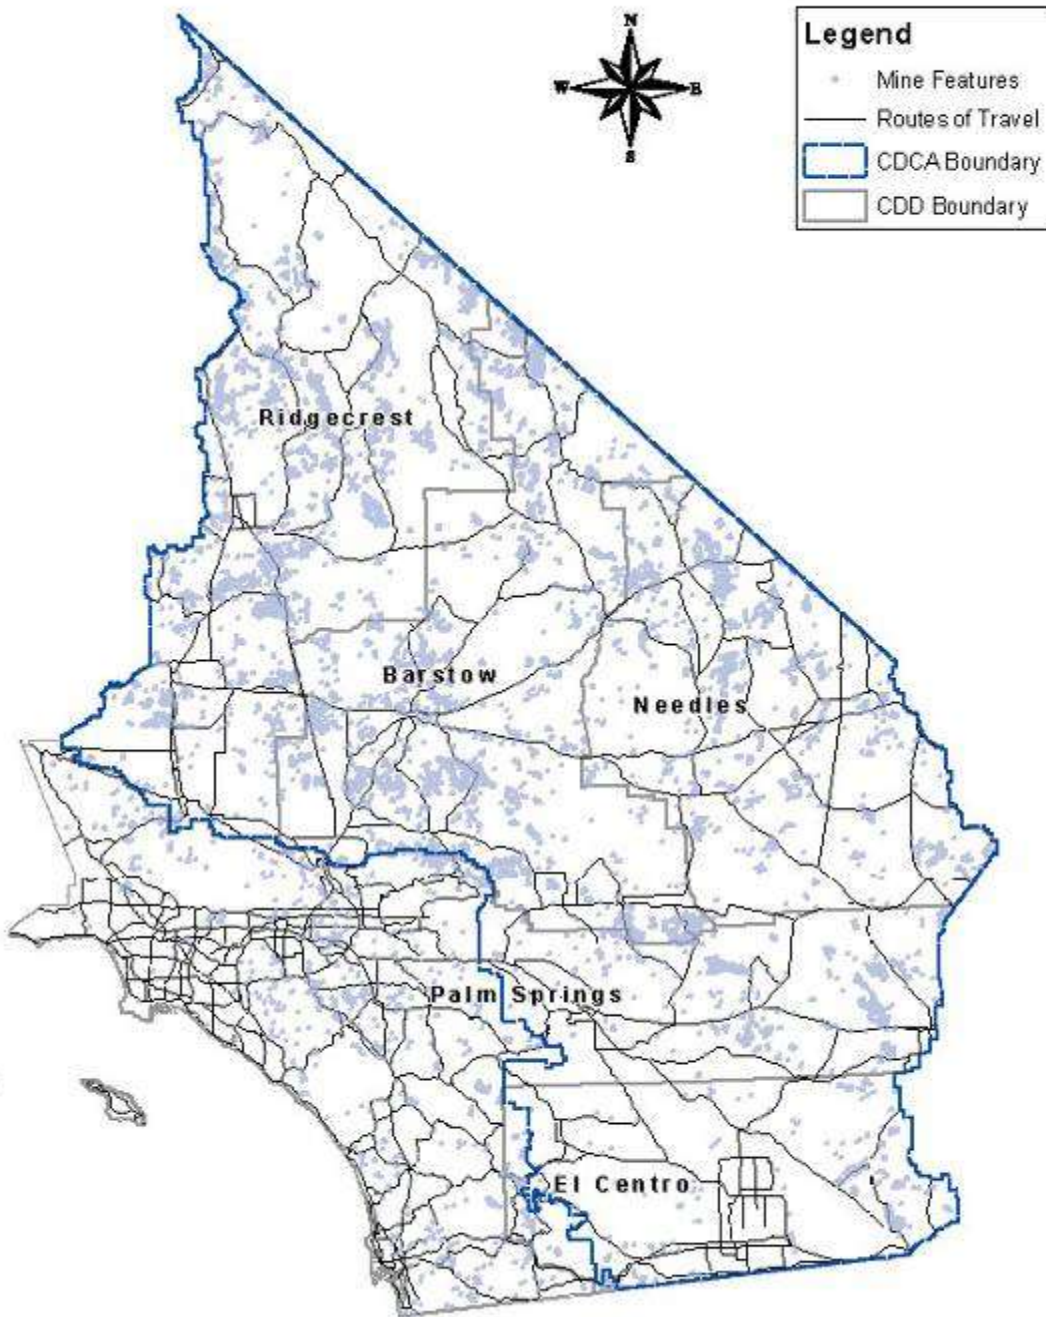 N
W
E
S
Legend
Mine Features
Routes of Travel
CDCA Boundary
CDD Boundary
Ridgecrest
Barstow
Needles
Palm Springs
El Centro